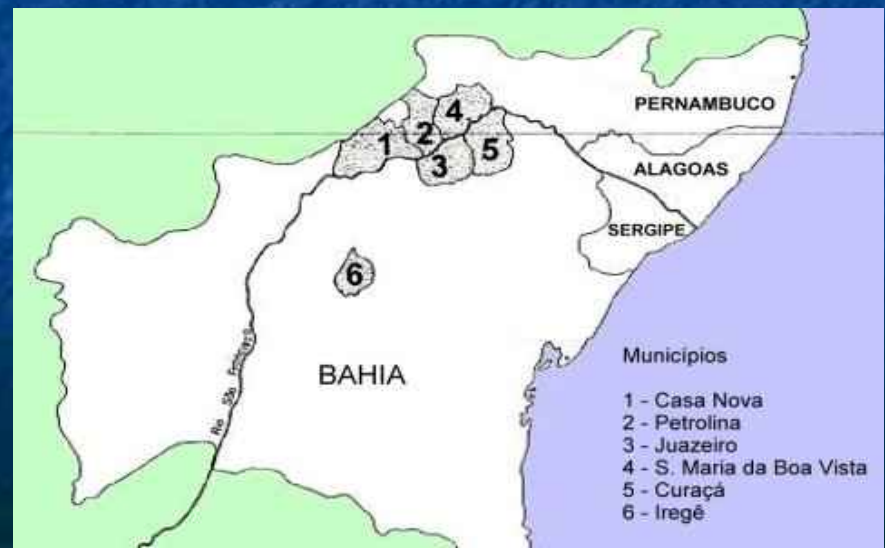 PERNAMBUCO
4
2
1
5
3
ALAGOAS
SERGIPE
6
Rio São Francisco
BAHIA
Municípios
1 - Casa Nova
2 - Petrolina
3 - Juazeiro
4 - S. Maria da Boa Vista
5 - Curaçá
6 - Iregê